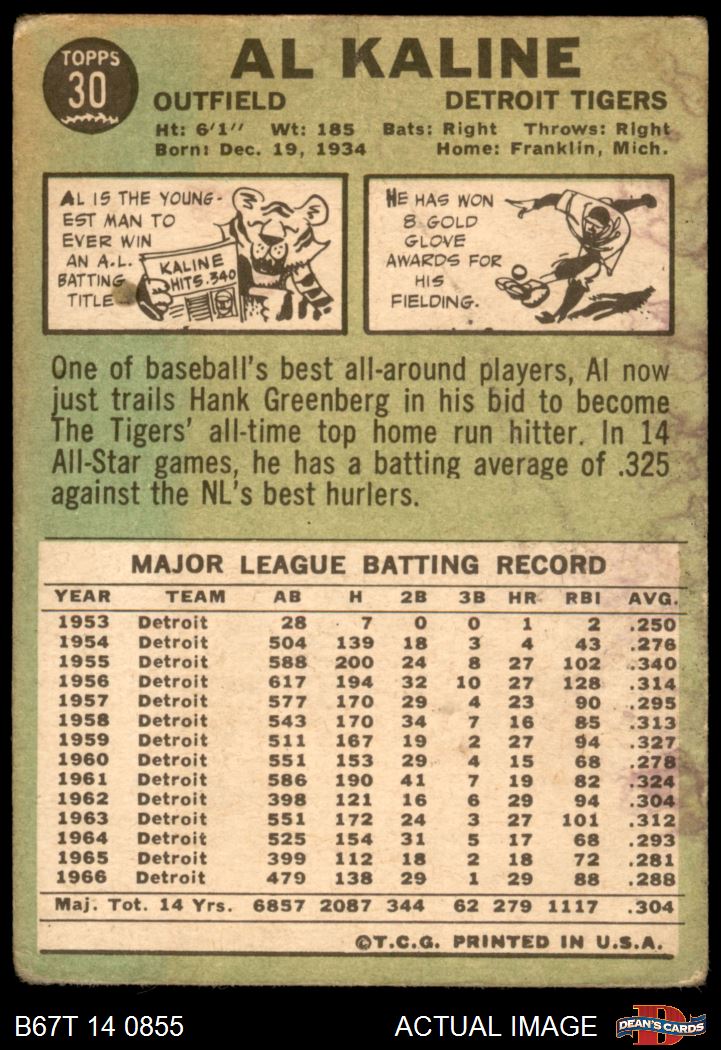 TOPPS
30
AL KALINE
OUTFIELD DETROIT TIGERS
Ht: 6'1" Wt: 185 Bats: Right Throws: Right
Born: Dec. 19, 1934 Home: Franklin, Mich.
AL IS THE YOUNG-
EST MAN TO
EVER WIN
AN A.L.
BATTING
TITLE
KALINE
HITS .340
HE HAS WON
8 GOLD
GLOVE
AWARDS FOR
HIS
FIELDING.
One of baseball's best all-around players, Al now
just trails Hank Greenberg in his bid to become
The Tigers' all-time top home run hitter. In 14
All-Star games, he has a batting average of .325
against the NL's best hurlers.
MAJOR LEAGUE BATTING RECORD
YEAR TEAM AB H 2B 3B HR RBI AVG.
1953 Detroit 28 7 0 0 1 2 .250
1954 Detroit 504 139 18 3 4 43 .276
1955 Detroit 588 200 24 8 27 102 .340
1956 Detroit 617 194 32 10 27 128 .314
1957 Detroit 577 170 29 4 23 90 .295
1958 Detroit 543 170 34 7 16 85 .313
1959 Detroit 511 167 19 2 27 94 .327
1960 Detroit 551 153 29 4 15 68 .278
1961 Detroit 586 190 41 7 19 82 .324
1962 Detroit 398 121 16 6 29 94 .304
1963 Detroit 551 172 24 3 27 101 .312
1964 Detroit 525 154 31 5 17 68 .293
1965 Detroit 399 112 18 2 18 72 .281
1966 Detroit 479 138 29 1 29 88 .288
Maj. Tot. 14 Yrs. 6857 2087 344 62 279 1117 .304
©T.C.G. PRINTED IN U.S.A.
B67T 14 0855 ACTUAL IMAGE
D
DEAN'S CARDS